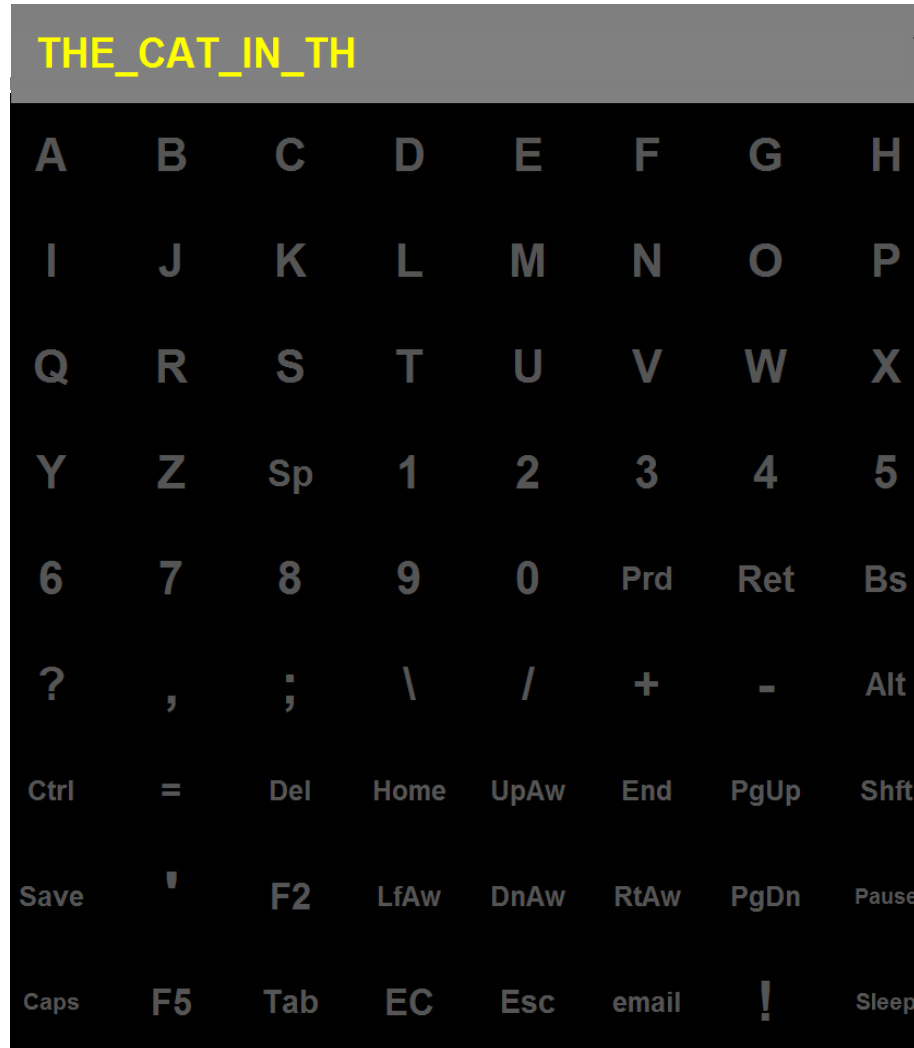 THE_CAT_IN_TH
A B C D E F G H
I J K L M N O P
Q R S T U V W X
Y Z Sp 1 2 3 4 5
6 7 8 9 0 Prd Ret Bs
? , ; \ / + - Alt
Ctrl = Del Home UpAw End PgUp Shft
Save ' F2 LfAw DnAw RtAw PgDn Pause
Caps F5 Tab EC Esc email ! Sleep